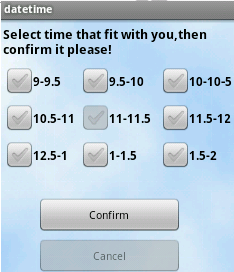 datetime
Select time that fit with you,then
confirm it please!
9-9.5 9.5-10 10-10-5
10.5-11 11-11.5 11.5-12
12.5-1 1-1.5 1.5-2
Confirm
Cancel